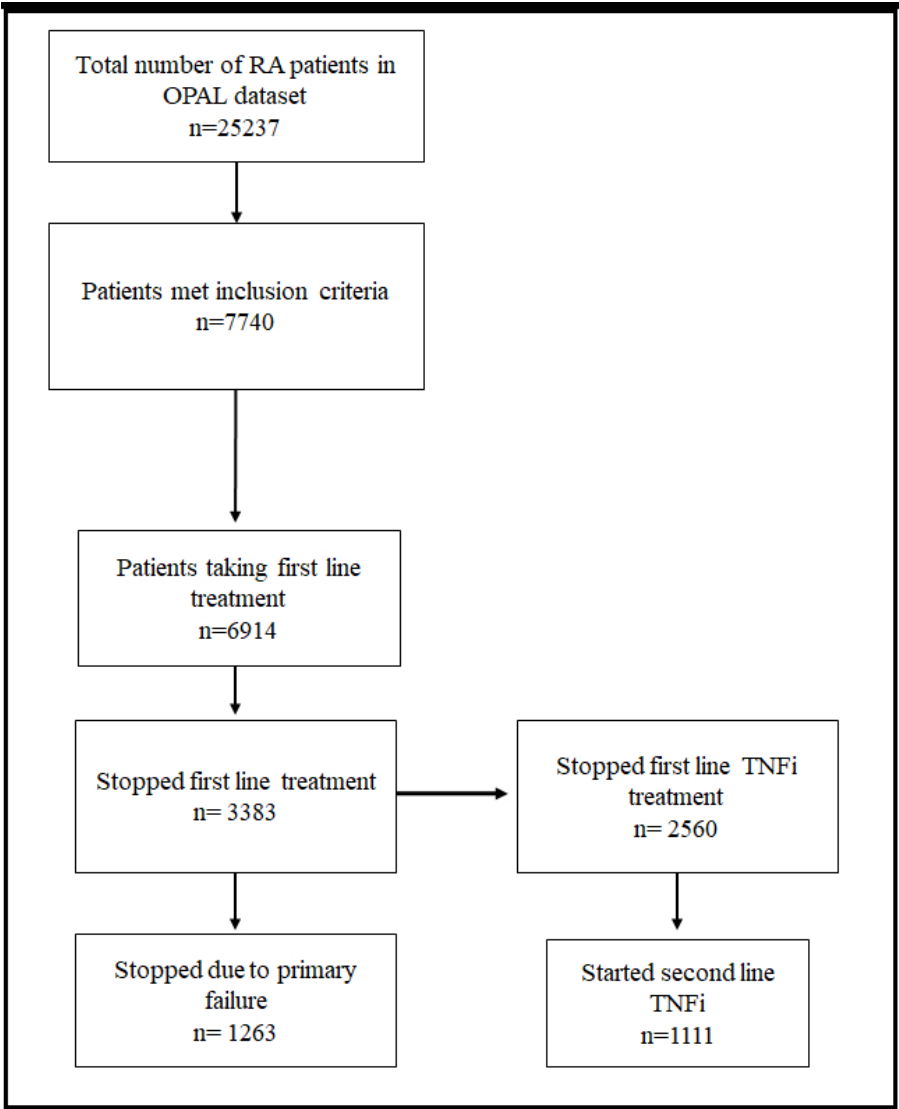 Total number of RA patients in
OPAL dataset
n=25237
Patients met inclusion criteria
n=7740
Patients taking first line
treatment
n=6914
Stopped first line treatment
n= 3383
Stopped first line TNFi
treatment
n= 2560
Stopped due to primary
failure
n= 1263
Started second line
TNFi
n=1111